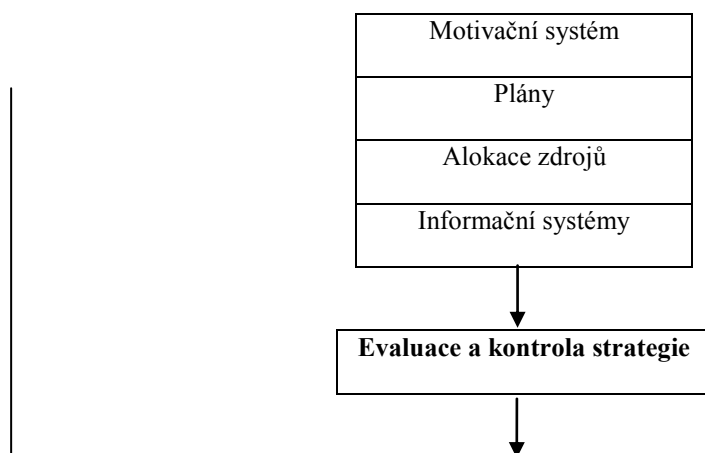 Motivační systém
Plány
Alokace zdrojů
Informační systémy
Evaluace a kontrola strategie